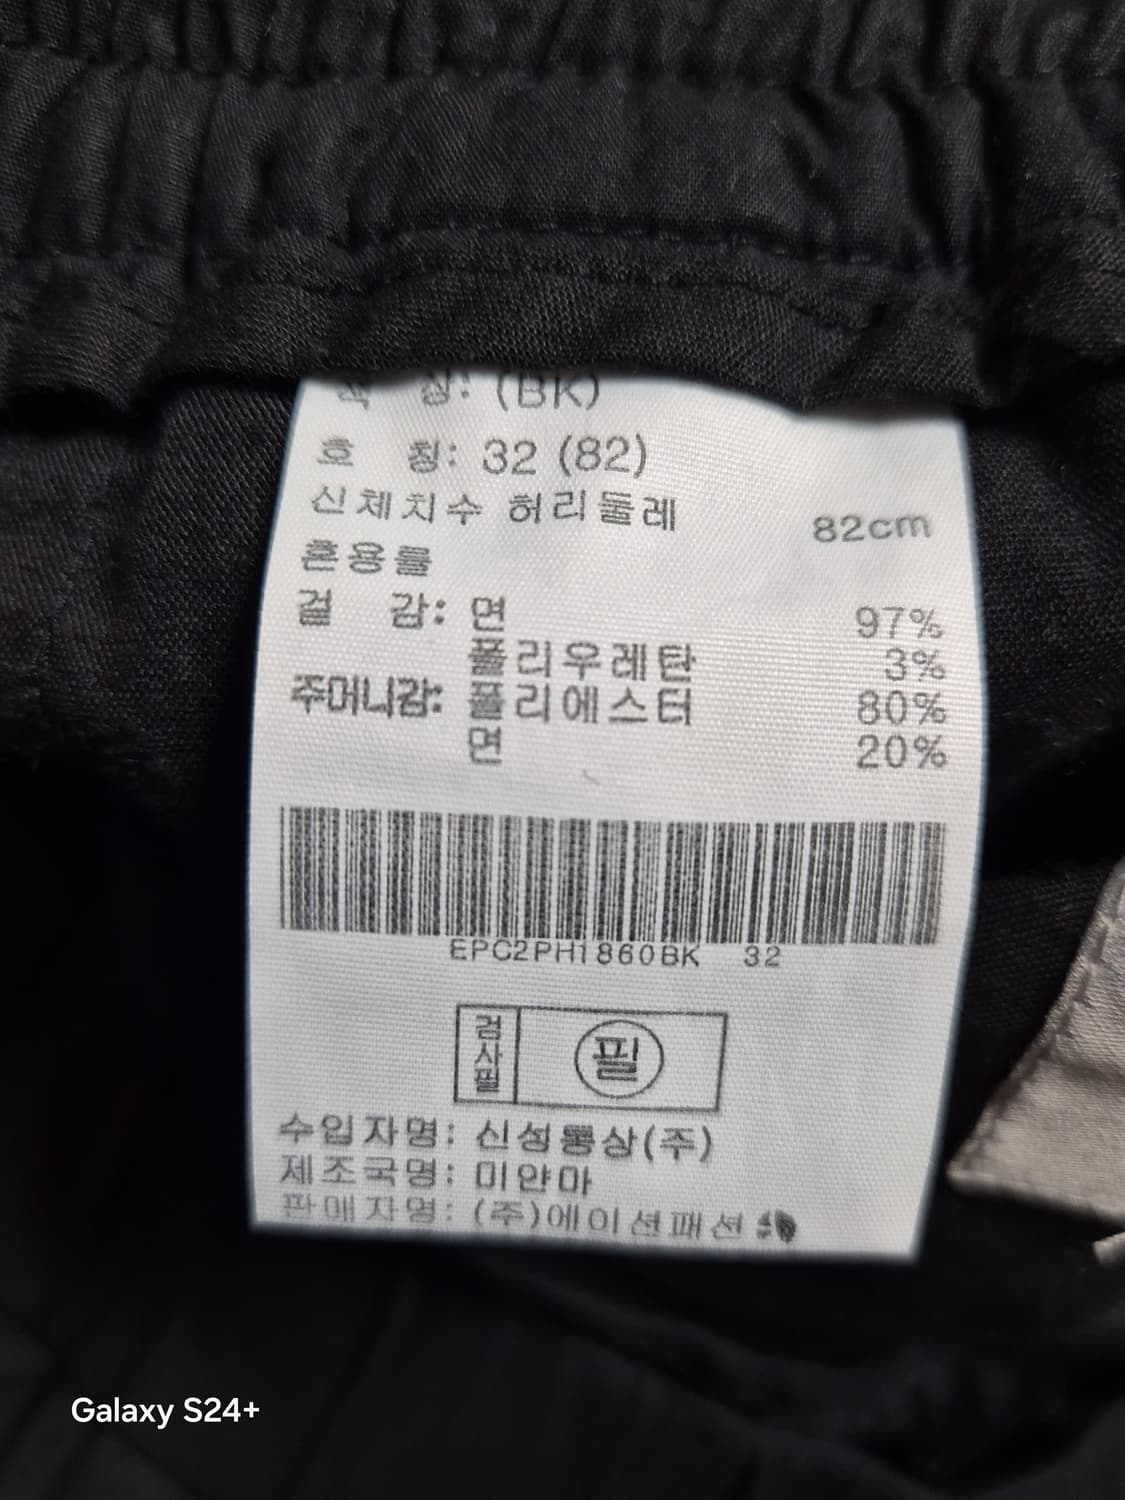 색 상: (BK)
호 칭: 32 (82)
신체치수 허리둘레 82cm
혼용률
겉 감: 면 97%
폴리우레탄 3%
주머니감: 폴리에스터 80%
면 20%
EPC2PH1860BK 32
검사필 필
수입자명: 신성통상(주)
제조국명: 미얀마
판매자명: (주)에이션패션
Galaxy S24+